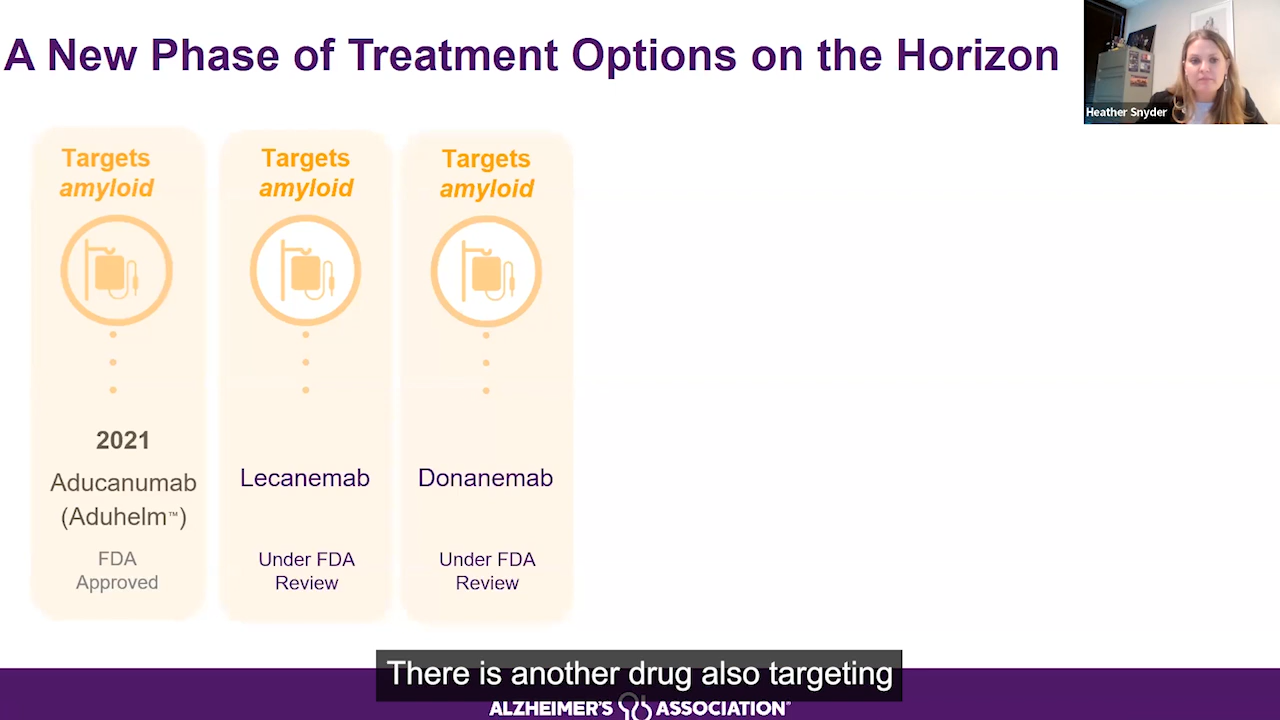 A New Phase of Treatment Options on the Horizon
Heather Snyder
Targets
amyloid
2021
Aducanumab
(Aduhelm™)
FDA
Approved
Targets
amyloid
Lecanemab
Under FDA
Review
Targets
amyloid
Donanemab
Under FDA
Review
There is another drug also targeting
ALZHEIMER'S ASSOCIATION®